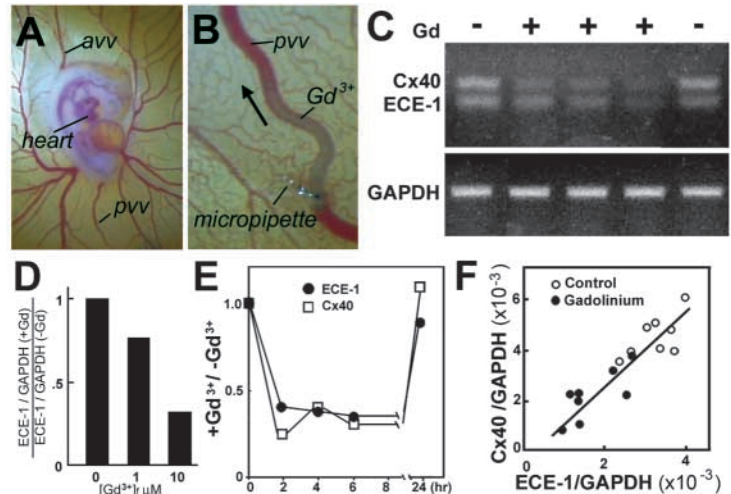 A
avv
heart
pvv
B
pvv
Gd³⁺
micropipette
C
Gd - + + + -
Cx40
ECE-1
GAPDH
D
ECE-1 / GAPDH (+Gd)
ECE-1 / GAPDH (-Gd)
1
.5
0
0 1 10
[Gd³⁺]f μM
E
ECE-1
Cx40
+Gd³⁺/ -Gd³⁺
1.0
0.5
0
0 2 4 6 8 24 (hr)
F
Control
Gadolinium
Cx40/GAPDH (x10⁻³)
6
4
2
0
0 2 4
ECE-1/GAPDH (x10⁻³)